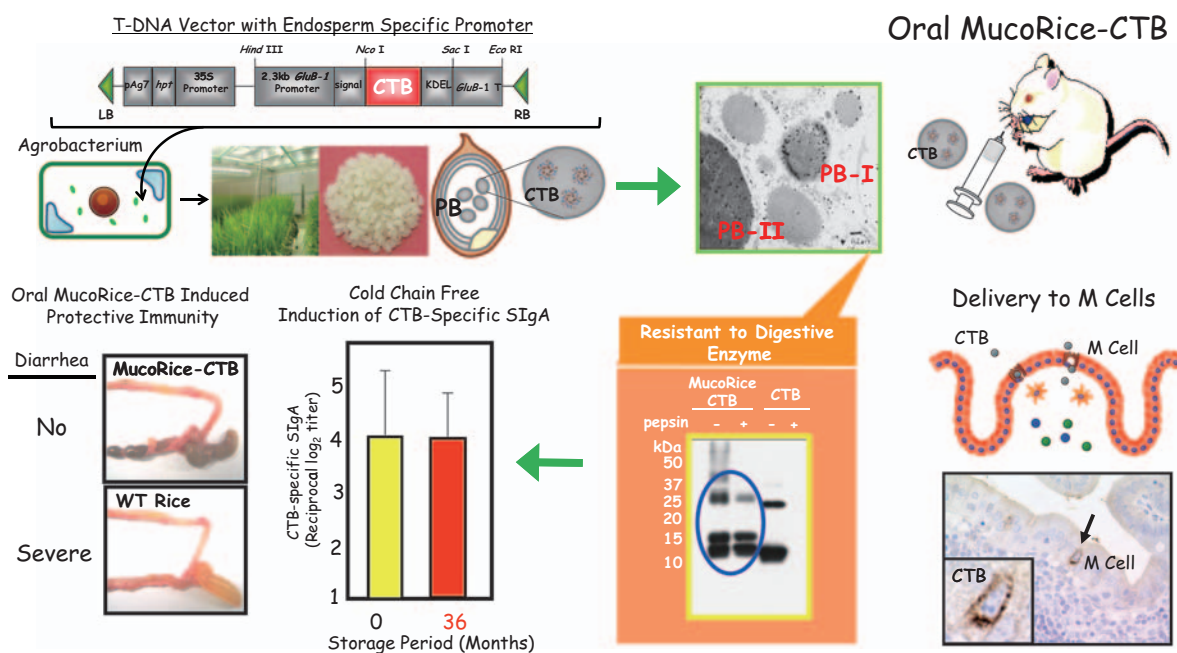 T-DNA Vector with Endosperm Specific Promoter
Hind III
Nco I
Sac I
Eco RI
pAg7
hpt
35S
Promoter
2.3kb GluB-1
Promoter
signal
CTB
KDEL
GluB-1
T
LB
RB
Agrobacterium
PB
CTB
PB-I
PB-II
Oral MucoRice-CTB
CTB
Oral MucoRice-CTB Induced
Protective Immunity
Diarrhea
MucoRice-CTB
No
WT Rice
Severe
Cold Chain Free
Induction of CTB-Specific SIgA
CTB-specific SIgA
(Reciprocal log2 titer)
5
4
3
2
1
0
36
Storage Period (Months)
Resistant to Digestive
Enzyme
MucoRice
CTB
CTB
pepsin - + - +
kDa
50
37
25
20
15
10
Delivery to M Cells
CTB
M Cell
M Cell
CTB